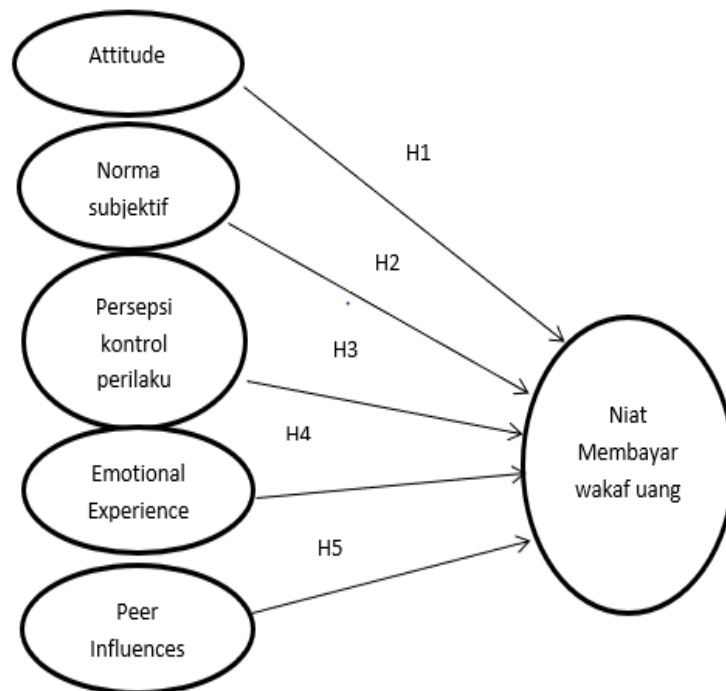 Attitude
H1
Norma
subjektif
H2
Persepsi
kontrol
perilaku
H3
Emotional
Experience
H4
Peer
Influences
H5
Niat
Membayar
wakaf uang